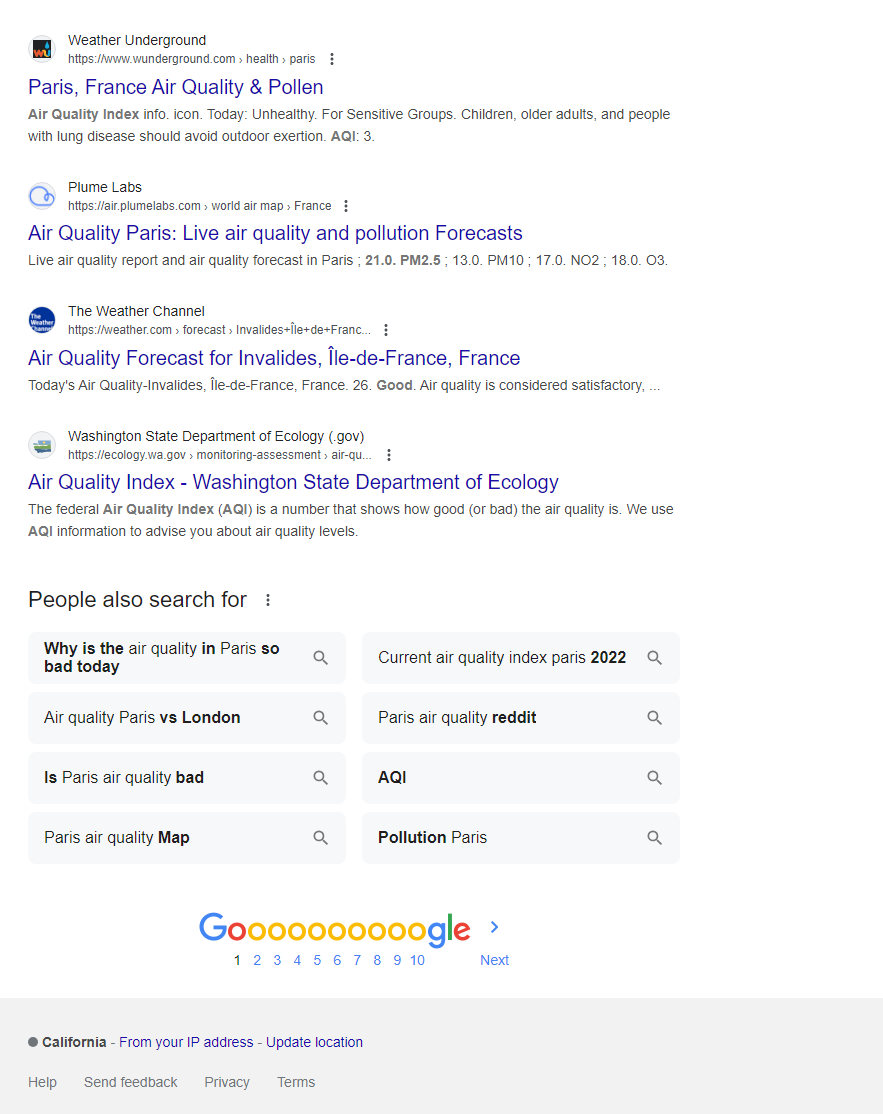 Weather Underground
https://www.wunderground.com › health › paris
Paris, France Air Quality & Pollen
Air Quality Index info. icon. Today: Unhealthy. For Sensitive Groups. Children, older adults, and people
with lung disease should avoid outdoor exertion. AQI: 3.
Plume Labs
https://air.plumelabs.com › world air map › France
Air Quality Paris: Live air quality and pollution Forecasts
Live air quality report and air quality forecast in Paris ; 21.0. PM2.5 ; 13.0. PM10 ; 17.0. NO2 ; 18.0. O3.
The
Weather
Channel
The Weather Channel
https://weather.com › forecast › Invalides+Île+de+Franc...
Air Quality Forecast for Invalides, Île-de-France, France
Today's Air Quality-Invalides, Île-de-France, France. 26. Good. Air quality is considered satisfactory, ...
Washington State Department of Ecology (.gov)
https://ecology.wa.gov › monitoring-assessment › air-qu...
Air Quality Index - Washington State Department of Ecology
The federal Air Quality Index (AQI) is a number that shows how good (or bad) the air quality is. We use
AQI information to advise you about air quality levels.
People also search for
Why is the air quality in Paris so
bad today
Current air quality index paris 2022
Air quality Paris vs London
Paris air quality reddit
Is Paris air quality bad
AQI
Paris air quality Map
Pollution Paris
Goooooooooogle
1 2 3 4 5 6 7 8 9 10 Next
California - From your IP address - Update location
Help Send feedback Privacy Terms